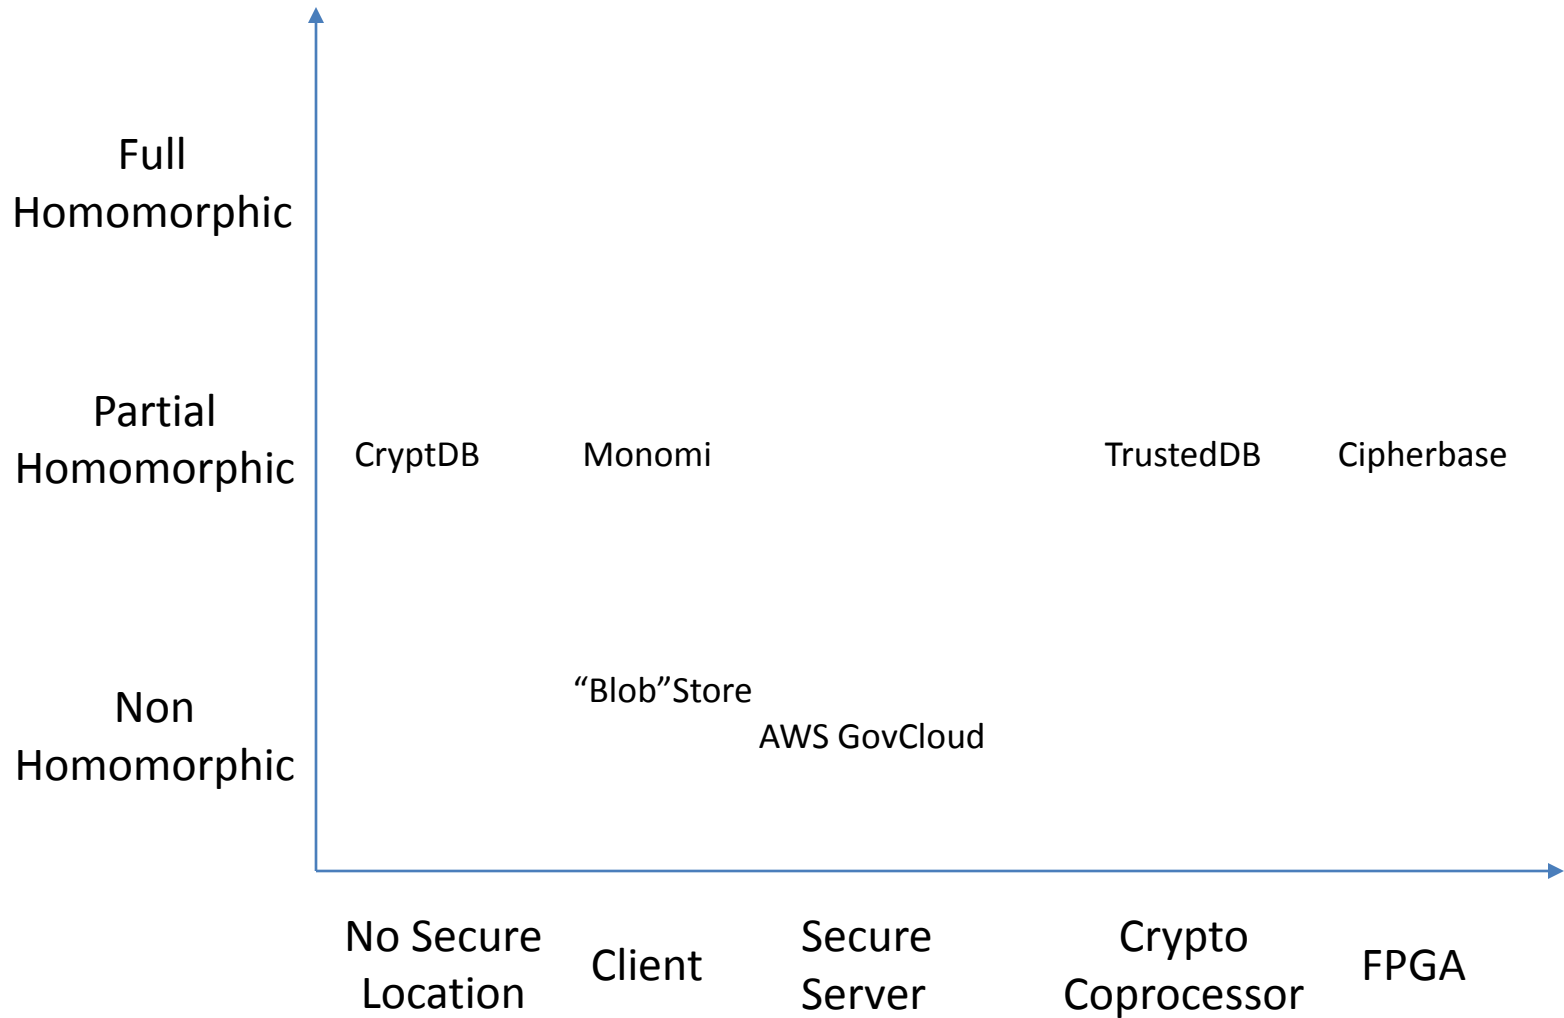 Full
Homomorphic
Partial
Homomorphic
CryptDB
Monomi
TrustedDB
Cipherbase
Non
Homomorphic
“Blob”Store
AWS GovCloud
No Secure
Location
Client
Secure
Server
Crypto
Coprocessor
FPGA